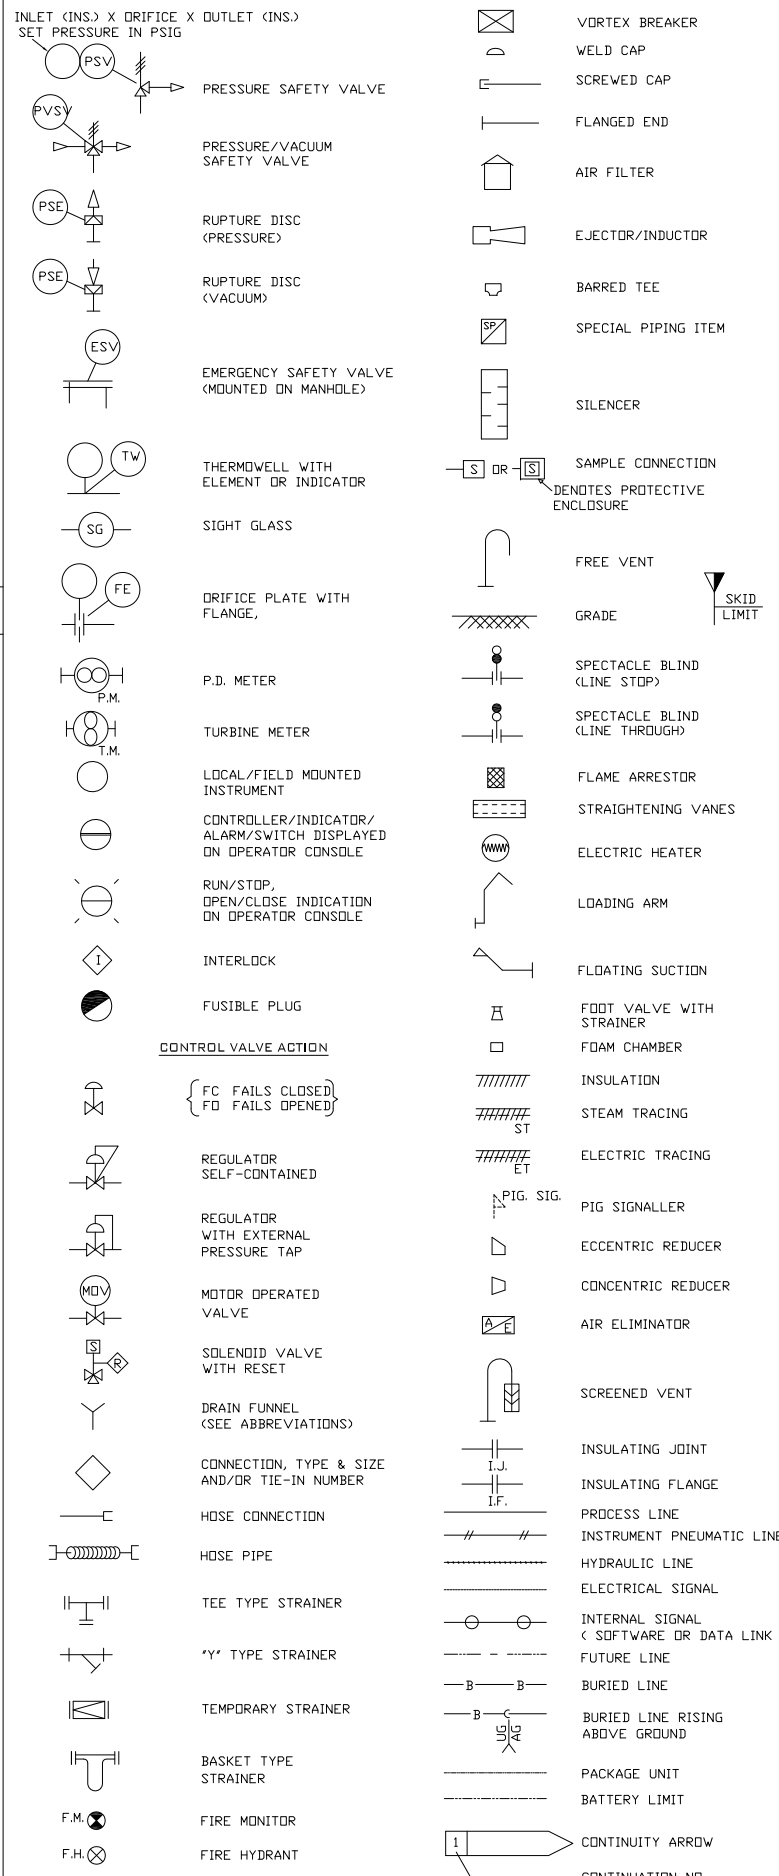 INLET (INS.) X ORIFICE X OUTLET (INS.)
SET PRESSURE IN PSIG
PSV
PRESSURE SAFETY VALVE
PVSV
PRESSURE/VACUUM
SAFETY VALVE
PSE
RUPTURE DISC
(PRESSURE)
PSE
RUPTURE DISC
(VACUUM)
ESV
EMERGENCY SAFETY VALVE
(MOUNTED ON MANHOLE)
TW
THERMOWELL WITH
ELEMENT OR INDICATOR
SG
SIGHT GLASS
FE
ORIFICE PLATE WITH
FLANGE,
P.M.
P.D. METER
T.M.
TURBINE METER
LOCAL/FIELD MOUNTED
INSTRUMENT
CONTROLLER/INDICATOR/
ALARM/SWITCH DISPLAYED
ON OPERATOR CONSOLE
RUN/STOP,
OPEN/CLOSE INDICATION
ON OPERATOR CONSOLE
I
INTERLOCK
FUSIBLE PLUG
CONTROL VALVE ACTION
FC FAILS CLOSED
FO FAILS OPENED
REGULATOR
SELF-CONTAINED
REGULATOR
WITH EXTERNAL
PRESSURE TAP
MOV
MOTOR OPERATED
VALVE
S
R
SOLENOID VALVE
WITH RESET
DRAIN FUNNEL
(SEE ABBREVIATIONS)
CONNECTION, TYPE & SIZE
AND/OR TIE-IN NUMBER
HOSE CONNECTION
HOSE PIPE
TEE TYPE STRAINER
"Y" TYPE STRAINER
TEMPORARY STRAINER
BASKET TYPE
STRAINER
F.M.
FIRE MONITOR
F.H.
FIRE HYDRANT
VORTEX BREAKER
WELD CAP
SCREWED CAP
FLANGED END
AIR FILTER
EJECTOR/INDUCTOR
BARRED TEE
SP
SPECIAL PIPING ITEM
SILENCER
S OR S
SAMPLE CONNECTION
DENOTES PROTECTIVE
ENCLOSURE
FREE VENT
SKID
LIMIT
GRADE
SPECTACLE BLIND
(LINE STOP)
SPECTACLE BLIND
(LINE THROUGH)
FLAME ARRESTOR
STRAIGHTENING VANES
ELECTRIC HEATER
LOADING ARM
FLOATING SUCTION
FOOT VALVE WITH
STRAINER
FOAM CHAMBER
INSULATION
ST
STEAM TRACING
ET
ELECTRIC TRACING
PIG. SIG.
PIG SIGNALLER
ECCENTRIC REDUCER
CONCENTRIC REDUCER
A
E
AIR ELIMINATOR
SCREENED VENT
I.J.
INSULATING JOINT
I.F.
INSULATING FLANGE
PROCESS LINE
INSTRUMENT PNEUMATIC LINE
HYDRAULIC LINE
ELECTRICAL SIGNAL
INTERNAL SIGNAL
( SOFTWARE OR DATA LINK
FUTURE LINE
B B
BURIED LINE
B C
UG
AG
BURIED LINE RISING
ABOVE GROUND
PACKAGE UNIT
BATTERY LIMIT
1
CONTINUITY ARROW
CONTINUATION NO